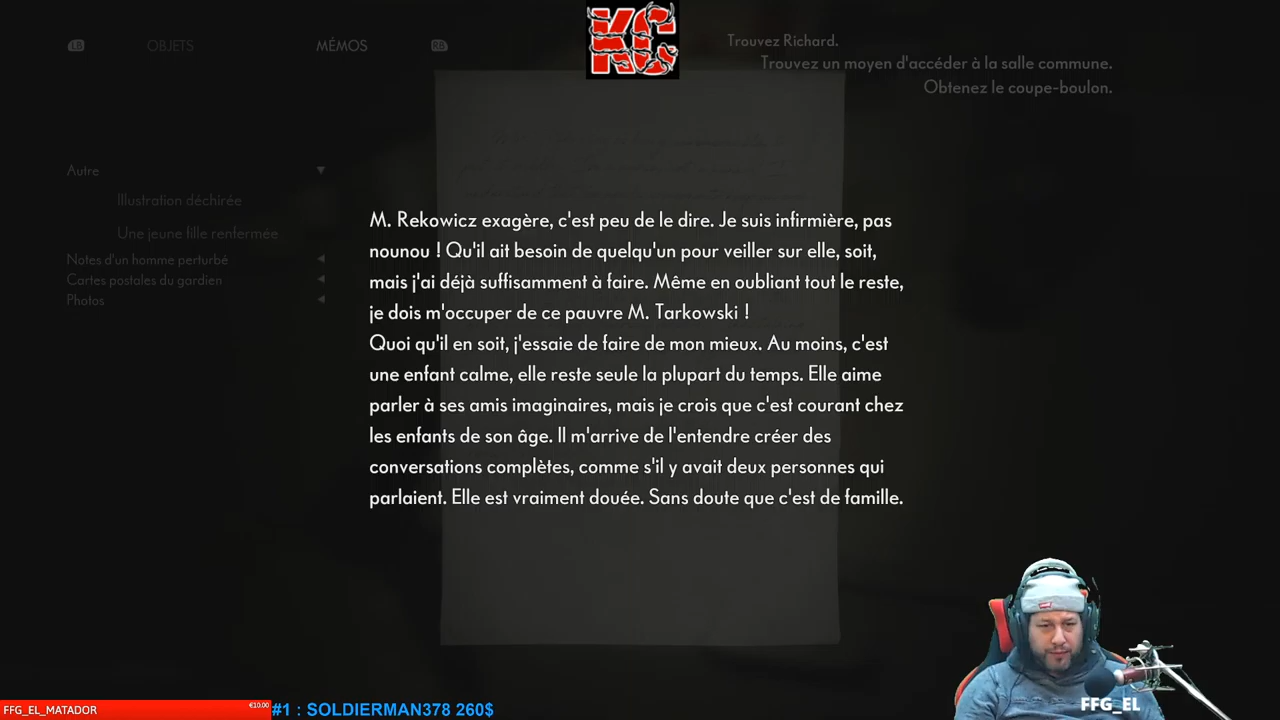 KC
LB OBJETS MÉMOS RB
Trouvez Richard.
Trouvez un moyen d'accéder à la salle commune.
Obtenez le coupe-boulon.
Autre
Illustration déchirée
Une jeune fille renfermée
Notes d'un homme perturbé
Cartes postales du gardien
Photos
M. Rekowicz exagère, c'est peu de le dire. Je suis infirmière, pas
nounou ! Qu'il ait besoin de quelqu'un pour veiller sur elle, soit,
mais j'ai déjà suffisamment à faire. Même en oubliant tout le reste,
je dois m'occuper de ce pauvre M. Tarkowski !
Quoi qu'il en soit, j'essaie de faire de mon mieux. Au moins, c'est
une enfant calme, elle reste seule la plupart du temps. Elle aime
parler à ses amis imaginaires, mais je crois que c'est courant chez
les enfants de son âge. Il m'arrive de l'entendre créer des
conversations complètes, comme s'il y avait deux personnes qui
parlaient. Elle est vraiment douée. Sans doute que c'est de famille.
FFG_EL
FFG_EL_MATADOR €10.00 #1 : SOLDIERMAN378 260$